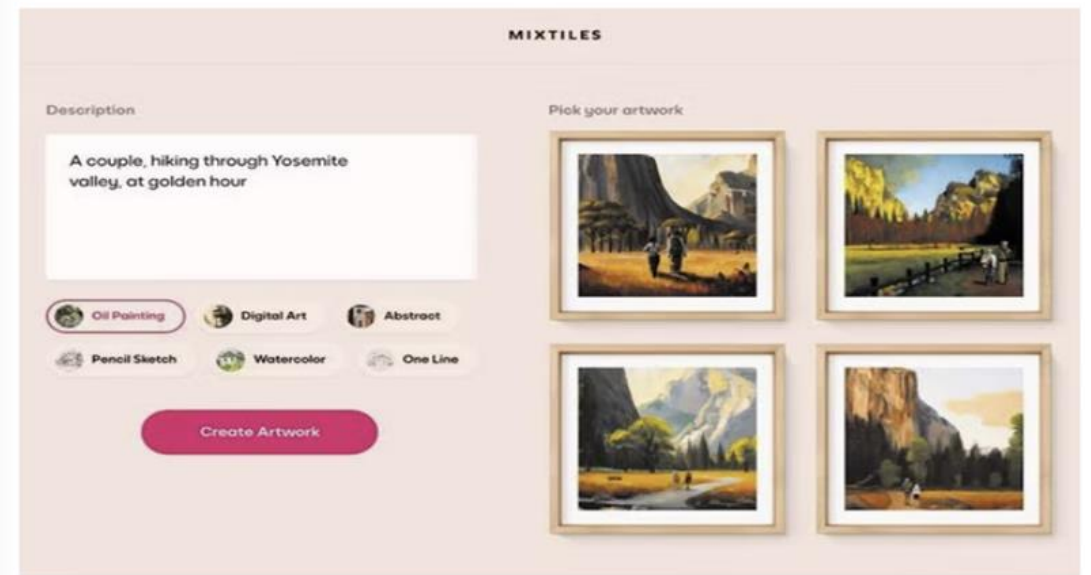 MIXTILES
Description
A couple, hiking through Yosemite
valley, at golden hour
Oil Painting
Digital Art
Abstract
Pencil Sketch
Watercolor
One Line
Create Artwork
Pick your artwork